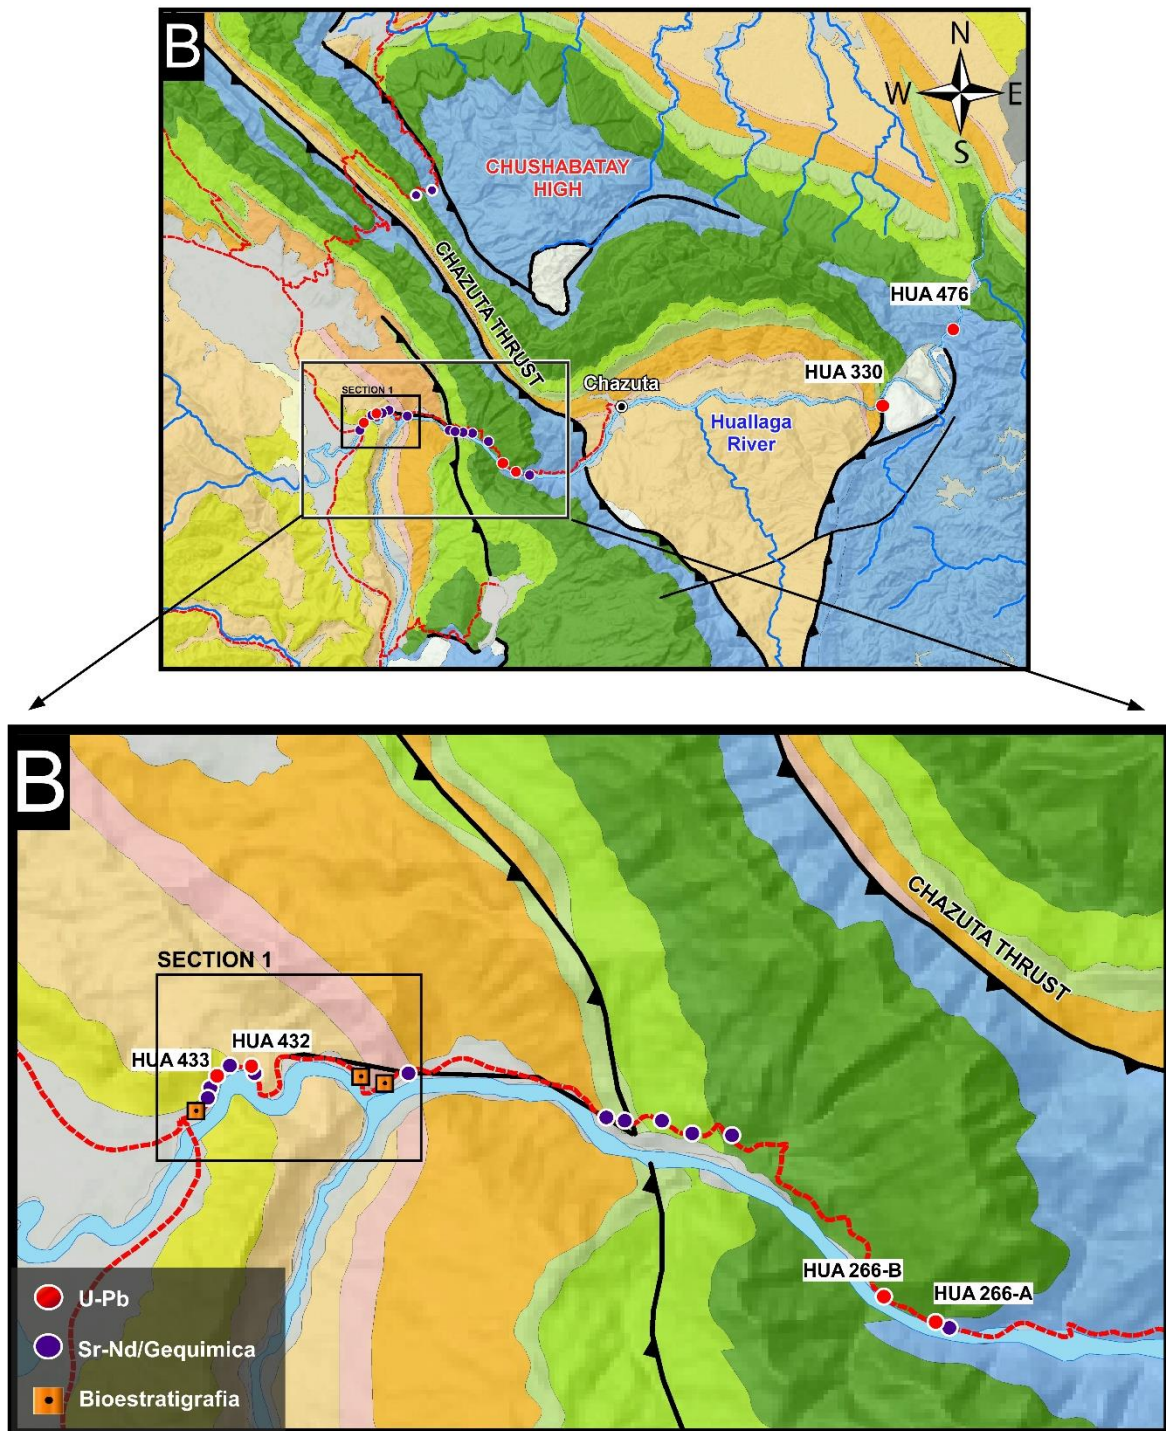 B
N
W
E
S
CHUSHABATAY
HIGH
CHAZUTA THRUST
HUA 476
HUA 330
Chazuta
SECTION 1
Huallaga
River
B
CHAZUTA THRUST
SECTION 1
HUA 432
HUA 433
HUA 266-B
HUA 266-A
U-Pb
Sr-Nd/Gequimica
Bioestratigrafia